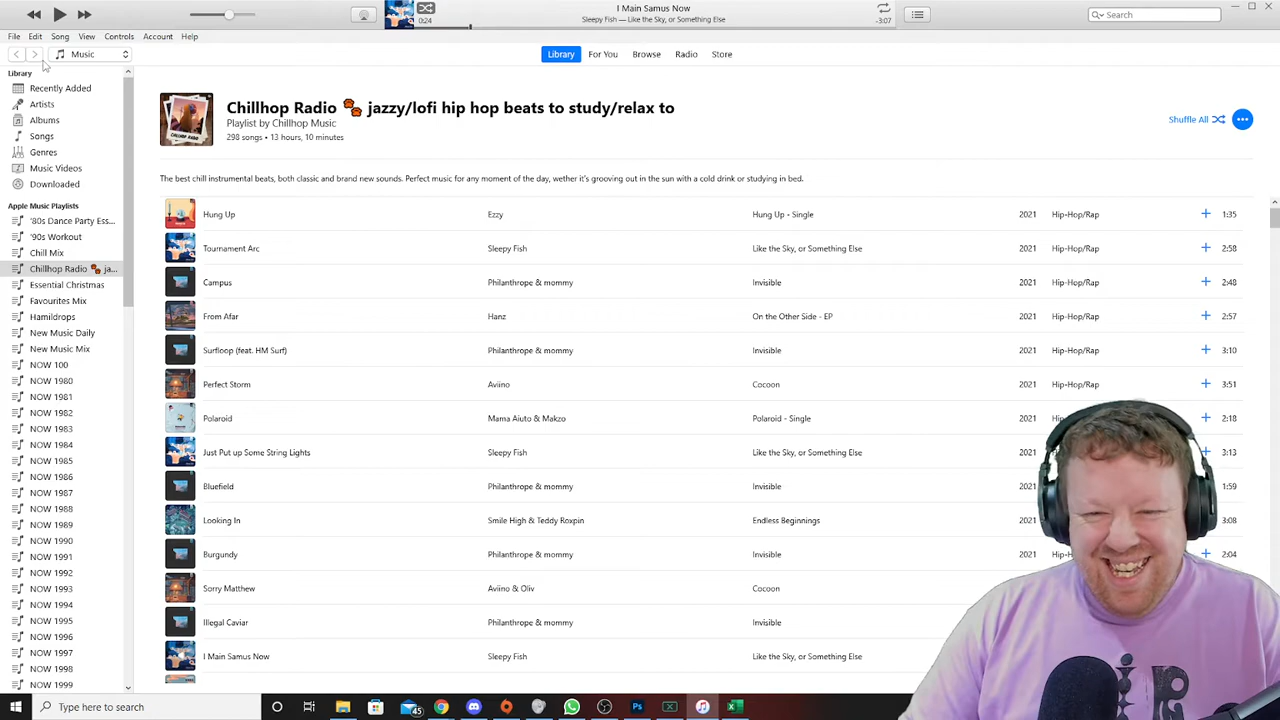 I Main Samus Now
0:24
Sleepy Fish — Like the Sky, or Something Else
-3:07
Search
File Edit Song View Controls Account Help
Music
Library For You Browse Radio Store
Library
Recently Added
Artists
Albums
Songs
Genres
Music Videos
Downloaded
Apple Music Playlists
'80s Dance Party Ess...
'90s Workout
Chill Mix
Chillhop Radio ja...
Essential Christmas
Favourites Mix
Hamildrops
New Music Daily
New Music Mix
NOW 100
NOW 1980
NOW 1981
NOW 1982
NOW 1983
NOW 1984
NOW 1985
NOW 1986
NOW 1987
NOW 1988
NOW 1989
NOW 1990
NOW 1991
NOW 1992
NOW 1993
NOW 1994
NOW 1995
NOW 1996
NOW 1997
NOW 1998
NOW 1999
Chillhop Radio jazzy/lofi hip hop beats to study/relax to
Playlist by Chillhop Music
298 songs • 13 hours, 10 minutes
Shuffle All
The best chill instrumental beats, both classic and brand new sounds. Perfect music for any moment of the day, wether it's grooving out in the sun with a cold drink or studying in bed.
Hung Up Ezzy Hung Up - Single 2021 Hip-Hop/Rap 1:35
Tournament Arc Sleepy Fish Like the Sky, or Something Else 2021 Hip-Hop/Rap 2:58
Campus Philanthrope & mommy Invisible 2021 Hip-Hop/Rap 2:48
From Afar Hanz On the Other Side - EP 2021 Hip-Hop/Rap 2:57
Surfloop (feat. HM Surf) Philanthrope & mommy Invisible 2021 Hip-Hop/Rap 3:10
Perfect Storm Aviino Cocoon 2021 Hip-Hop/Rap 3:51
Polaroid Mama Aiuto & Makzo Polaroid - Single 2021 2:18
Just Put up Some String Lights Sleepy Fish Like the Sky, or Something Else 2021 3:13
Bluefield Philanthrope & mommy Invisible 2021 1:59
Looking In Smile High & Teddy Roxpin Endless Beginnings 2021 3:08
Burgundy Philanthrope & mommy Invisible 2021 2:04
Sorry Matthew Aviino & Oliv Cocoon
Illegal Caviar Philanthrope & mommy Invisible
I Main Samus Now Sleepy Fish Like the Sky, or Something Else
Type here to search
45